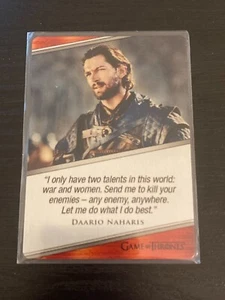 "I only have two talents in this world:
war and women. Send me to kill your
enemies – any enemy, anywhere.
Let me do what I do best."
DAARIO NAHARIS
GAME OF THRONES